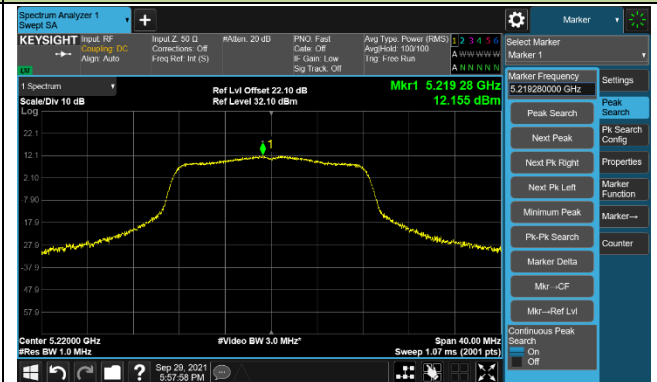 Spectrum Analyzer 1
Swept SA
Marker
KEYSIGHT
Input: RF
Coupling: DC
Align: Auto
Input Z: 50 Ω
Corrections: Off
Freq Ref: Int (S)
#Atten: 20 dB
PNO: Fast
Gate: Off
IF Gain: Low
Sig Track: Off
Avg Type: Power (RMS)
Avg|Hold: 100/100
Trig: Free Run
1 2 3 4 5 6
A W W W W W
A N N N N N
LV
Select Marker
Marker 1
1 Spectrum
Scale/Div 10 dB
Log
Ref Lvl Offset 22.10 dB
Ref Level 32.10 dBm
Mkr1 5.219 28 GHz
12.155 dBm
22.1
12.1
2.10
-7.90
-17.9
-27.9
-37.9
-47.9
-57.9
1
Center 5.22000 GHz
#Res BW 1.0 MHz
#Video BW 3.0 MHz*
Span 40.00 MHz
Sweep 1.07 ms (2001 pts)
Marker Frequency
5.219280000 GHz
Peak Search
Next Peak
Next Pk Right
Next Pk Left
Minimum Peak
Pk-Pk Search
Marker Delta
Mkr→CF
Mkr→Ref Lvl
Continuous Peak
Search
On
Off
Settings
Peak
Search
Pk Search
Config
Properties
Marker
Function
Marker→
Counter
Sep 29, 2021
5:57:58 PM